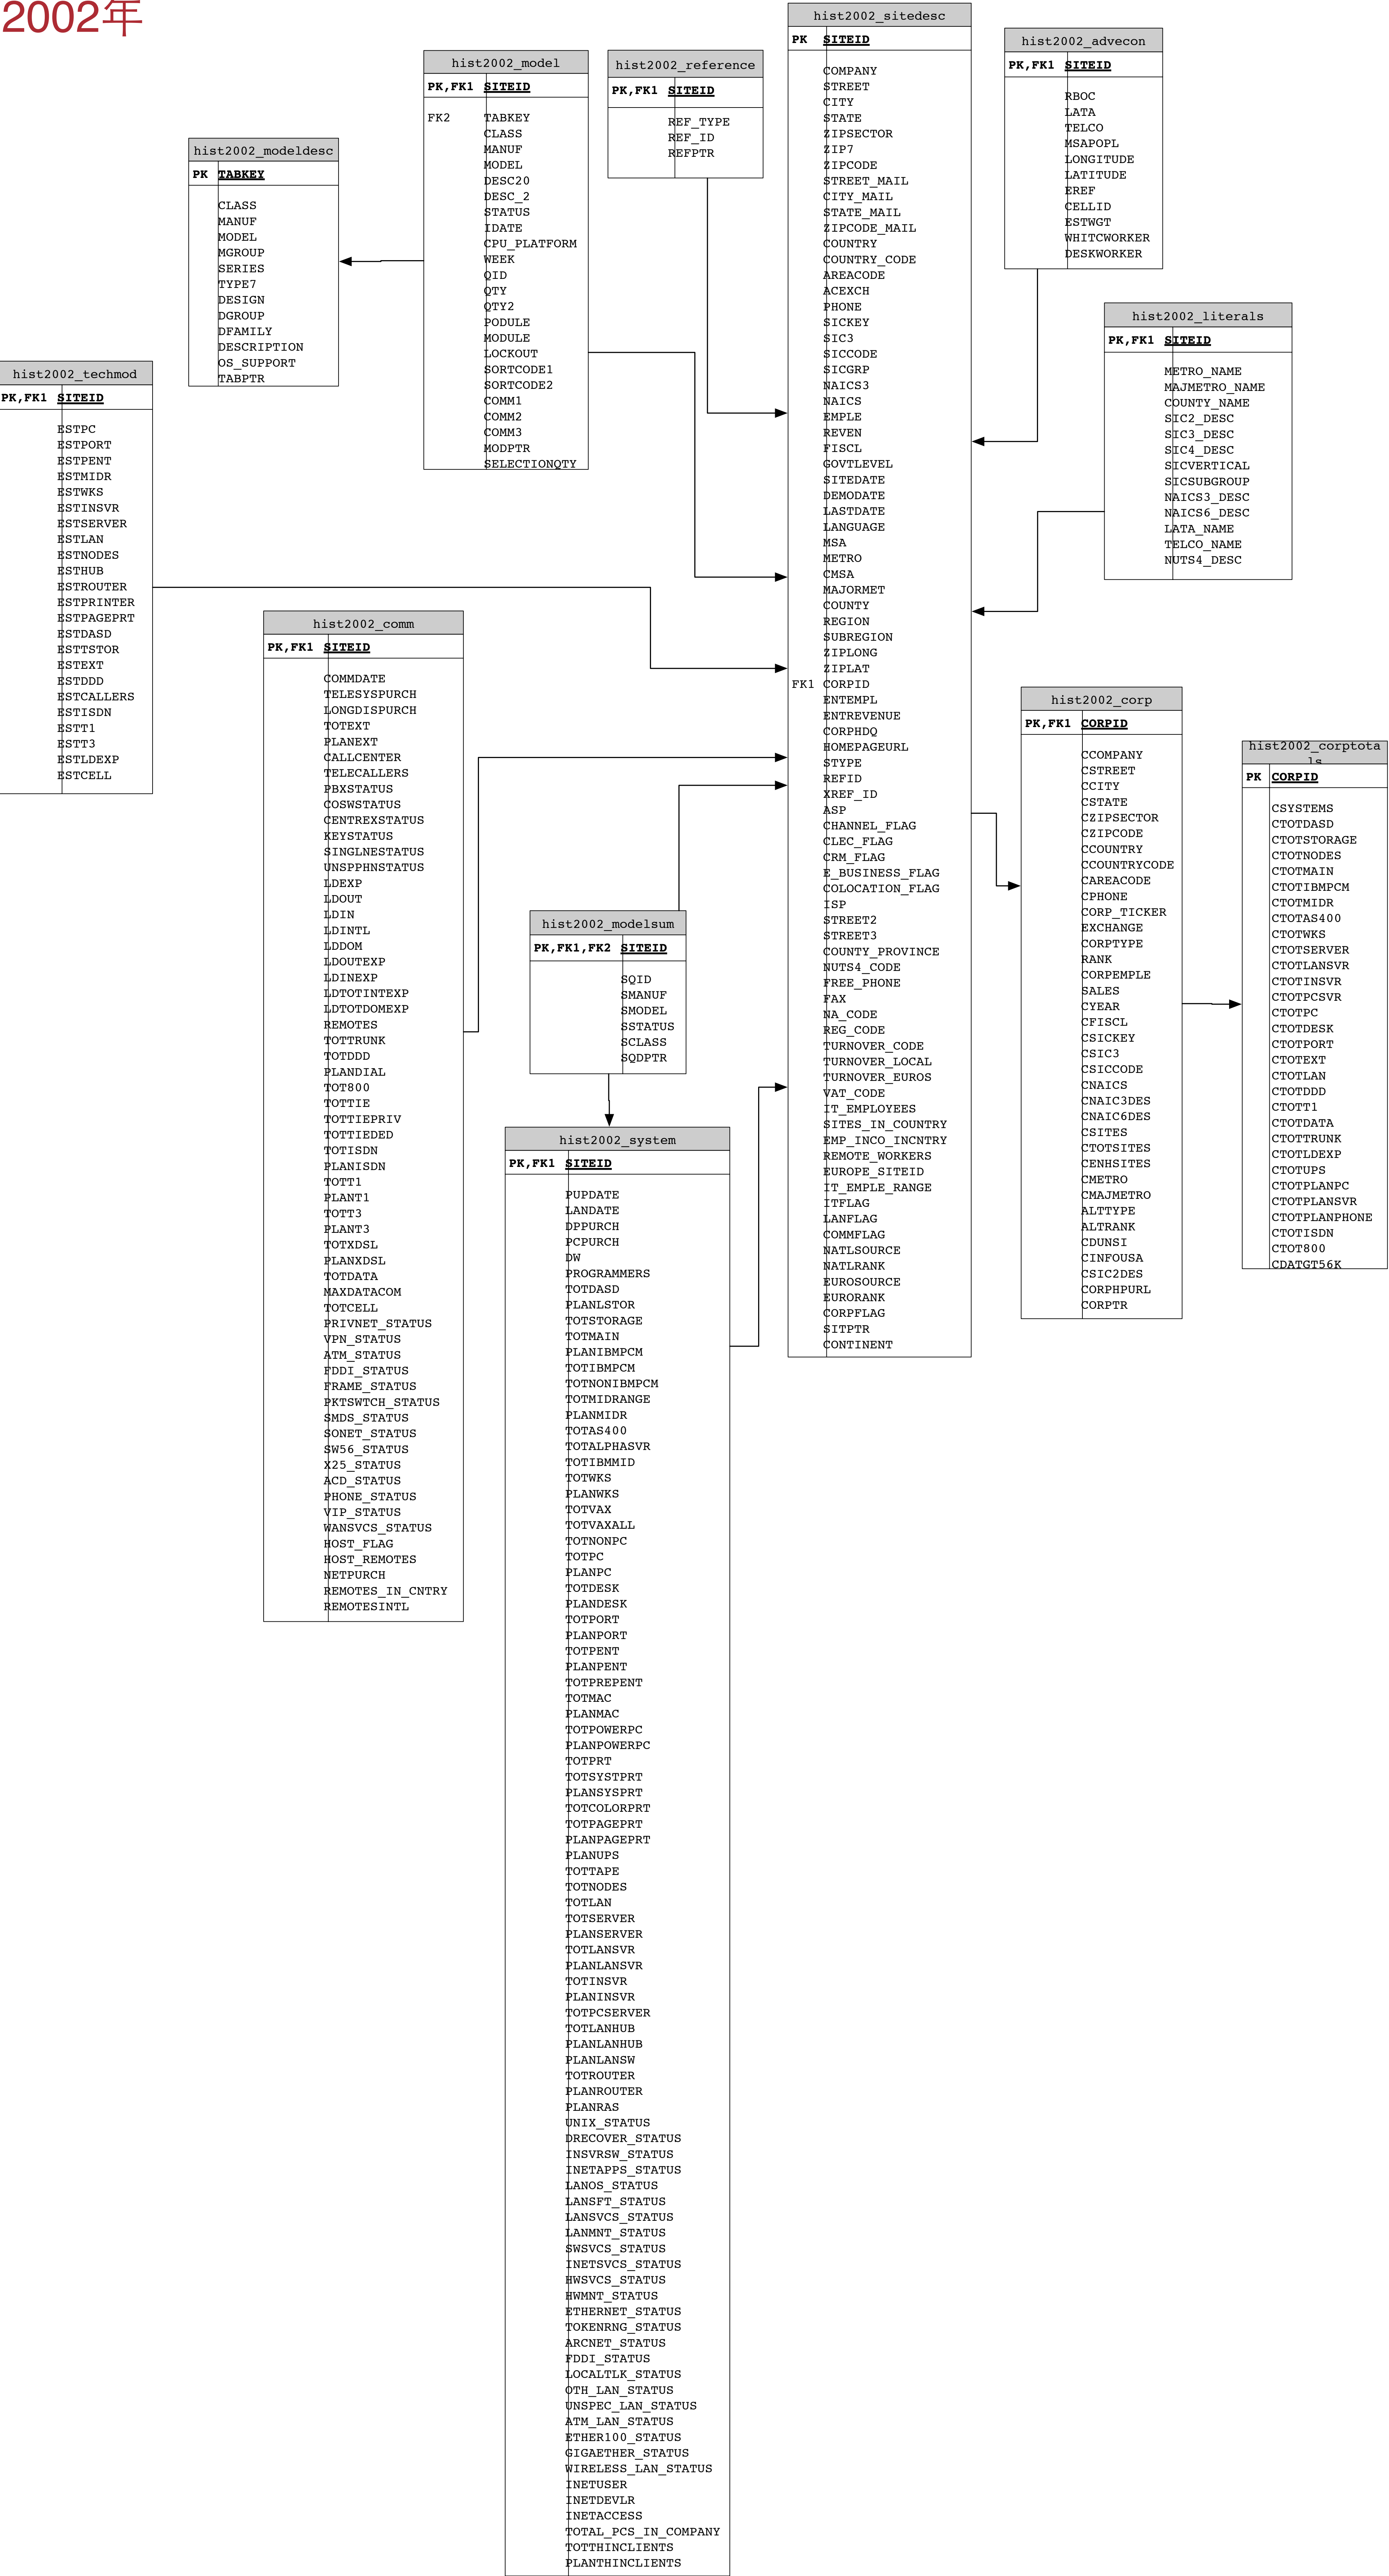 2002年
hist2002_sitedesc
PK SITEID
COMPANY
STREET
CITY
STATE
ZIPSECTOR
ZIP7
ZIPCODE
STREET_MAIL
CITY_MAIL
STATE_MAIL
ZIPCODE_MAIL
COUNTRY
COUNTRY_CODE
AREACODE
ACEXCH
PHONE
SICKEY
SIC3
SICCODE
SICGRP
NAICS3
NAICS
EMPLE
REVEN
FISCL
GOVTLEVEL
SITEDATE
DEMODATE
LASTDATE
LANGUAGE
MSA
METRO
CMSA
MAJORMET
COUNTY
REGION
SUBREGION
ZIPLONG
ZIPLAT
FK1 CORPID
ENTEMPL
ENTREVENUE
CORPHDQ
HOMEPAGEURL
STYPE
REFID
XREF_ID
ASP
CHANNEL_FLAG
CLEC_FLAG
CRM_FLAG
E_BUSINESS_FLAG
COLOCATION_FLAG
ISP
STREET2
STREET3
COUNTY_PROVINCE
NUTS4_CODE
FREE_PHONE
FAX
NA_CODE
REG_CODE
TURNOVER_CODE
TURNOVER_LOCAL
TURNOVER_EUROS
VAT_CODE
IT_EMPLOYEES
SITES_IN_COUNTRY
EMP_INCO_INCNTRY
REMOTE_WORKERS
EUROPE_SITEID
IT_EMPLE_RANGE
ITFLAG
LANFLAG
COMMFLAG
NATLSOURCE
NATLRANK
EUROSOURCE
EURORANK
CORPFLAG
SITPTR
CONTINENT
hist2002_advecon
PK,FK1 SITEID
RBOC
LATA
TELCO
MSAPOPL
LONGITUDE
LATITUDE
EREF
CELLID
ESTWGT
WHITCWORKER
DESKWORKER
hist2002_model
PK,FK1 SITEID
FK2 TABKEY
CLASS
MANUF
MODEL
DESC20
DESC_2
STATUS
IDATE
CPU_PLATFORM
WEEK
QID
QTY
QTY2
PODULE
MODULE
LOCKOUT
SORTCODE1
SORTCODE2
COMM1
COMM2
COMM3
MODPTR
SELECTIONQTY
hist2002_reference
PK,FK1 SITEID
REF_TYPE
REF_ID
REFPTR
hist2002_modeldesc
PK TABKEY
CLASS
MANUF
MODEL
MGROUP
SERIES
TYPE7
DESIGN
DGROUP
DFAMILY
DESCRIPTION
OS_SUPPORT
TABPTR
hist2002_literals
PK,FK1 SITEID
METRO_NAME
MAJMETRO_NAME
COUNTY_NAME
SIC2_DESC
SIC3_DESC
SIC4_DESC
SICVERTICAL
SICSUBGROUP
NAICS3_DESC
NAICS6_DESC
LATA_NAME
TELCO_NAME
NUTS4_DESC
hist2002_techmod
PK,FK1 SITEID
ESTPC
ESTPORT
ESTPENT
ESTMIDR
ESTWKS
ESTINSVR
ESTSERVER
ESTLAN
ESTNODES
ESTHUB
ESTROUTER
ESTPRINTER
ESTPAGEPRT
ESTDASD
ESTTSTOR
ESTEXT
ESTDDD
ESTCALLERS
ESTISDN
ESTT1
ESTT3
ESTLDEXP
ESTCELL
hist2002_comm
PK,FK1 SITEID
COMMDATE
TELESYSPURCH
LONGDISPURCH
TOTEXT
PLANEXT
CALLCENTER
TELECALLERS
PBXSTATUS
COSWSTATUS
CENTREXSTATUS
KEYSTATUS
SINGLNESTATUS
UNSPPHNSTATUS
LDEXP
LDOUT
LDIN
LDINTL
LDDOM
LDOUTEXP
LDINEXP
LDTOTINTEXP
LDTOTDOMEXP
REMOTES
TOTTRUNK
TOTDDD
PLANDIAL
TOT800
TOTTIE
TOTTIEPRIV
TOTTIEDED
TOTISDN
PLANISDN
TOTT1
PLANT1
TOTT3
PLANT3
TOTXDSL
PLANXDSL
TOTDATA
MAXDATACOM
TOTCELL
PRIVNET_STATUS
VPN_STATUS
ATM_STATUS
FDDI_STATUS
FRAME_STATUS
PKTSWTCH_STATUS
SMDS_STATUS
SONET_STATUS
SW56_STATUS
X25_STATUS
ACD_STATUS
PHONE_STATUS
VIP_STATUS
WANSVCS_STATUS
HOST_FLAG
HOST_REMOTES
NETPURCH
REMOTES_IN_CNTRY
REMOTESINTL
hist2002_corp
PK,FK1 CORPID
CCOMPANY
CSTREET
CCITY
CSTATE
CZIPSECTOR
CZIPCODE
CCOUNTRY
CCOUNTRYCODE
CAREACODE
CPHONE
CORP_TICKER
EXCHANGE
CORPTYPE
RANK
CORPEMPLE
SALES
CYEAR
CFISCL
CSICKEY
CSIC3
CSICCODE
CNAICS
CNAIC3DES
CNAIC6DES
CSITES
CTOTSITES
CENHSITES
CMETRO
CMAJMETRO
ALTTYPE
ALTRANK
CDUNSI
CINFOUSA
CSIC2DES
CORPHPURL
CORPTR
hist2002_corptota
ls
PK CORPID
CSYSTEMS
CTOTDASD
CTOTSTORAGE
CTOTNODES
CTOTMAIN
CTOTIBMPCM
CTOTMIDR
CTOTAS400
CTOTWKS
CTOTSERVER
CTOTLANSVR
CTOTINSVR
CTOTPCSVR
CTOTPC
CTOTDESK
CTOTPORT
CTOTEXT
CTOTLAN
CTOTDDD
CTOTT1
CTOTDATA
CTOTTRUNK
CTOTLDEXP
CTOTUPS
CTOTPLANPC
CTOTPLANSVR
CTOTPLANPHONE
CTOTISDN
CTOT800
CDATGT56K
hist2002_modelsum
PK,FK1,FK2 SITEID
SQID
SMANUF
SMODEL
SSTATUS
SCLASS
SQDPTR
hist2002_system
PK,FK1 SITEID
PUPDATE
LANDATE
DPPURCH
PCPURCH
DW
PROGRAMMERS
TOTDASD
PLANLSTOR
TOTSTORAGE
TOTMAIN
PLANIBMPCM
TOTIBMPCM
TOTNONIBMPCM
TOTMIDRANGE
PLANMIDR
TOTAS400
TOTALPHASVR
TOTIBMMID
TOTWKS
PLANWKS
TOTVAX
TOTVAXALL
TOTNONPC
TOTPC
PLANPC
TOTDESK
PLANDESK
TOTPORT
PLANPORT
TOTPENT
PLANPENT
TOTPREPENT
TOTMAC
PLANMAC
TOTPOWERPC
PLANPOWERPC
TOTPRT
TOTSYSTPRT
PLANSYSPRT
TOTCOLORPRT
TOTPAGEPRT
PLANPAGEPRT
PLANUPS
TOTTAPE
TOTNODES
TOTLAN
TOTSERVER
PLANSERVER
TOTLANSVR
PLANLANSVR
TOTINSVR
PLANINSVR
TOTPCSERVER
TOTLANHUB
PLANLANHUB
PLANLANSW
TOTROUTER
PLANROUTER
PLANRAS
UNIX_STATUS
DRECOVER_STATUS
INSVRSW_STATUS
INETAPPS_STATUS
LANOS_STATUS
LANSFT_STATUS
LANSVCS_STATUS
LANMNT_STATUS
SWSVCS_STATUS
INETSVCS_STATUS
HWSVCS_STATUS
HWMNT_STATUS
ETHERNET_STATUS
TOKENRNG_STATUS
ARCNET_STATUS
FDDI_STATUS
LOCALTLK_STATUS
OTH_LAN_STATUS
UNSPEC_LAN_STATUS
ATM_LAN_STATUS
ETHER100_STATUS
GIGAETHER_STATUS
WIRELESS_LAN_STATUS
INETUSER
INETDEVLR
INETACCESS
TOTAL_PCS_IN_COMPANY
TOTTHINCLIENTS
PLANTHINCLIENTS